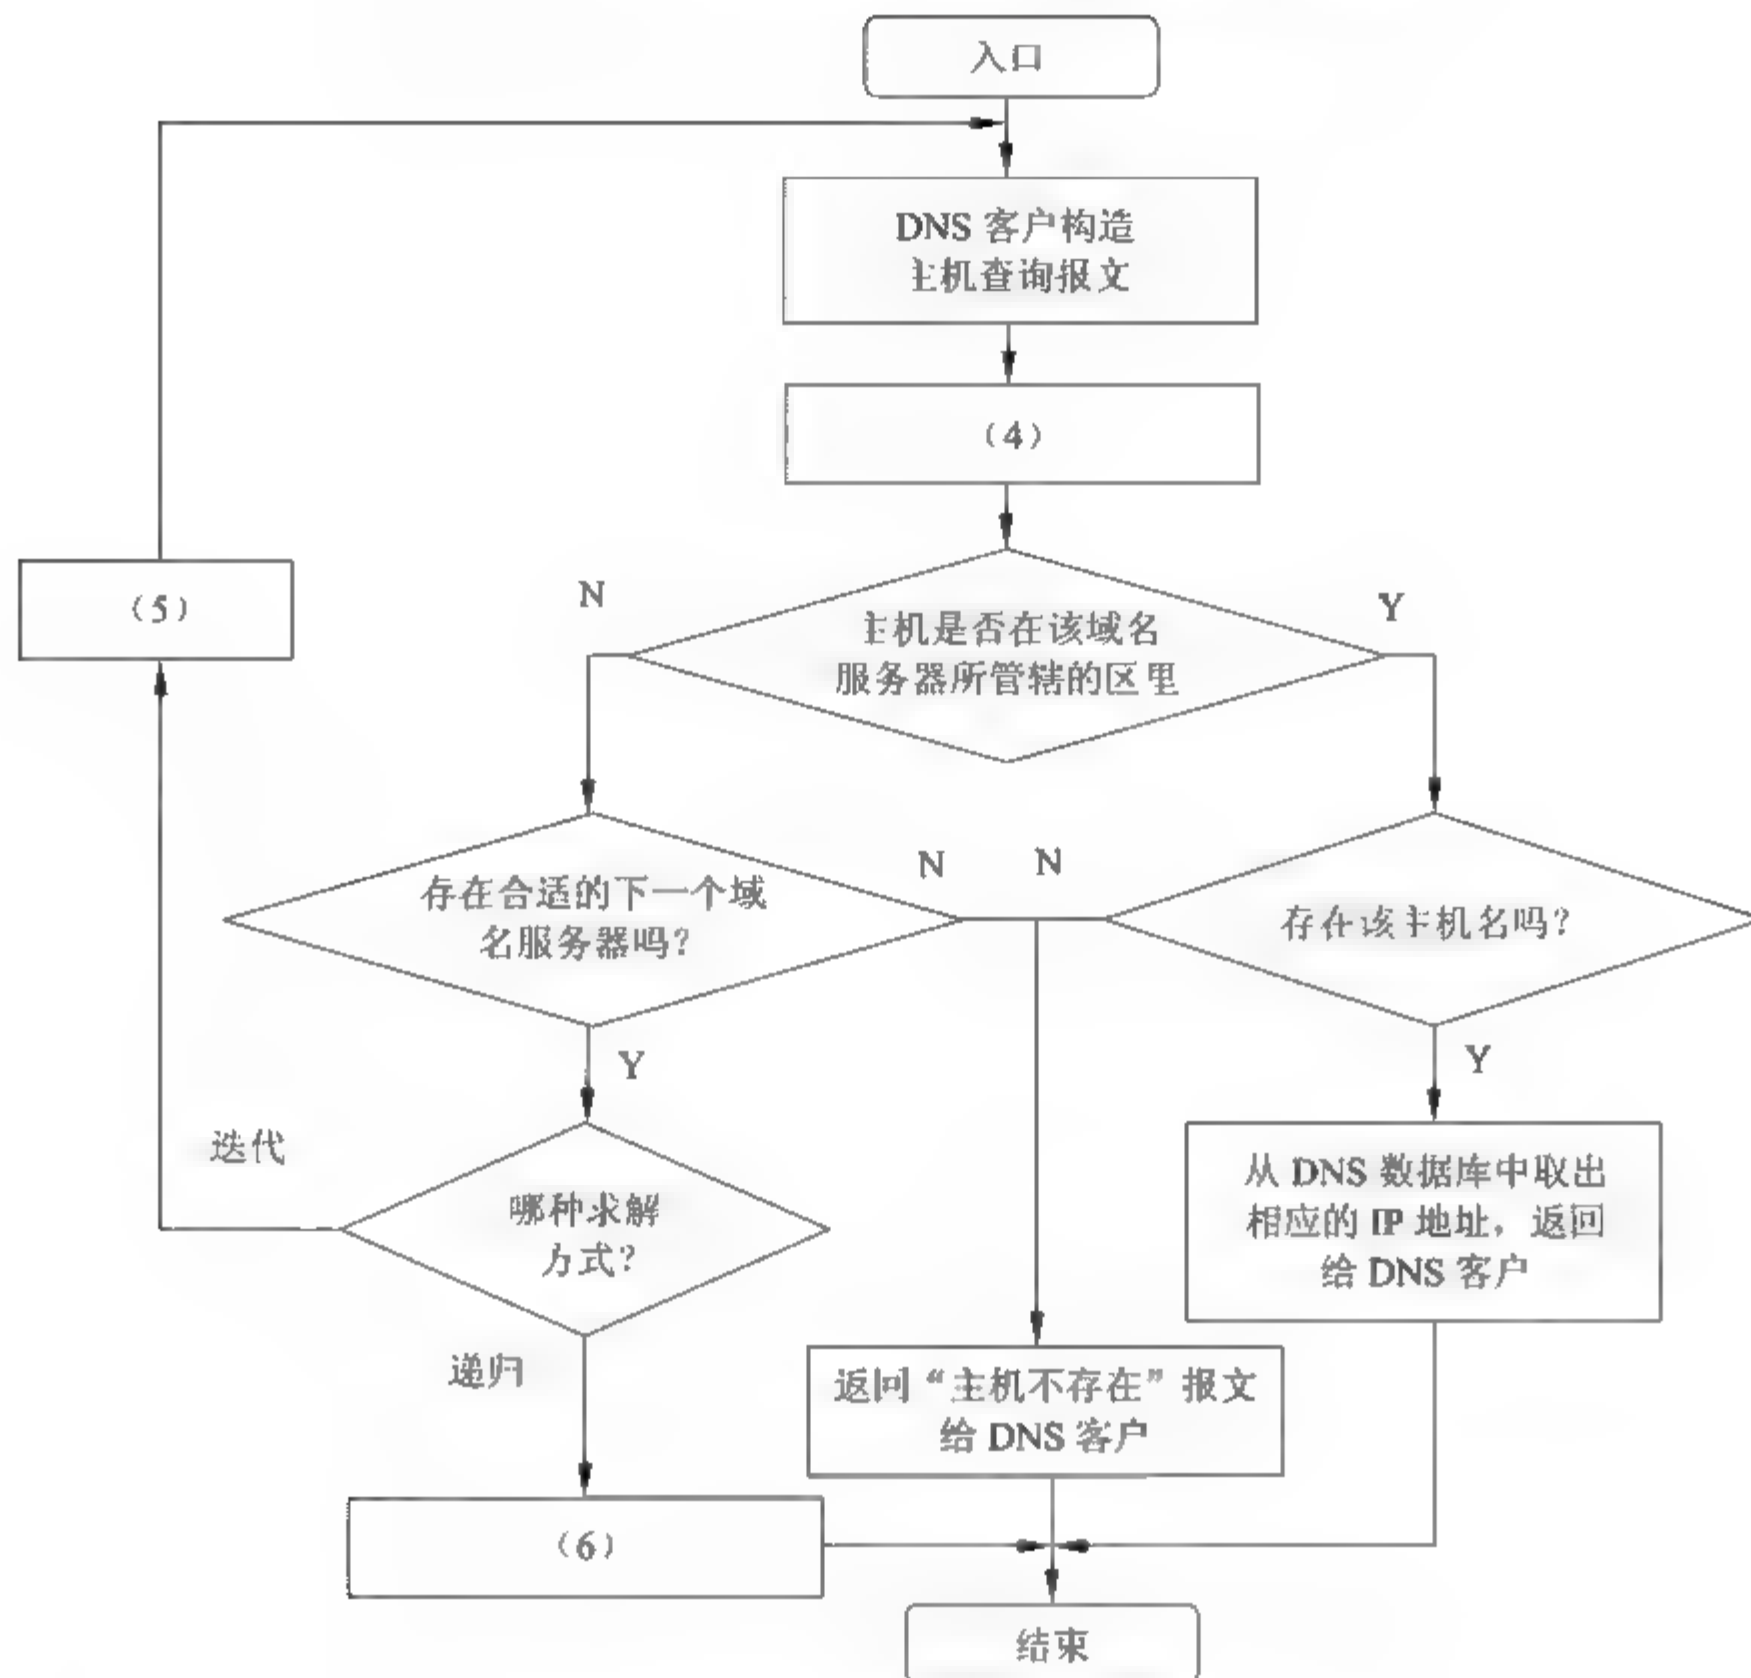 入口
DNS 客户构造
主机查询报文
(4)
(5)
N
Y
主机是否在该域名
服务器所管辖的区里
存在合适的下一个域
名服务器吗?
N
N
存在该主机名吗?
Y
Y
迭代
哪种求解
方式?
从 DNS 数据库中取出
相应的 IP 地址，返回
给 DNS 客户
递归
返回“主机不存在”报文
给 DNS 客户
(6)
结束